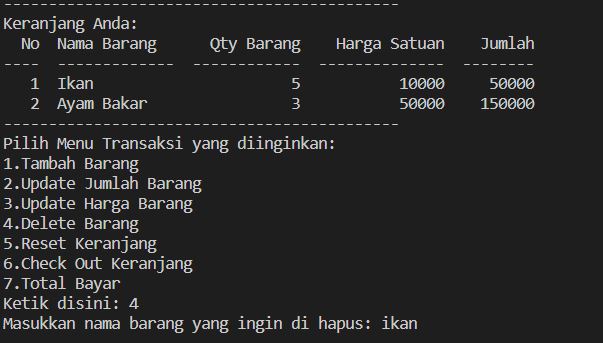 --------------------------------------------
Keranjang Anda:
  No  Nama Barang      Qty Barang    Harga Satuan    Jumlah
----  -------------  ------------  --------------  --------
   1  Ikan                      5           10000     50000
   2  Ayam Bakar                3           50000    150000
--------------------------------------------
Pilih Menu Transaksi yang diinginkan:
1.Tambah Barang
2.Update Jumlah Barang
3.Update Harga Barang
4.Delete Barang
5.Reset Keranjang
6.Check Out Keranjang
7.Total Bayar
Ketik disini: 4
Masukkan nama barang yang ingin di hapus: ikan